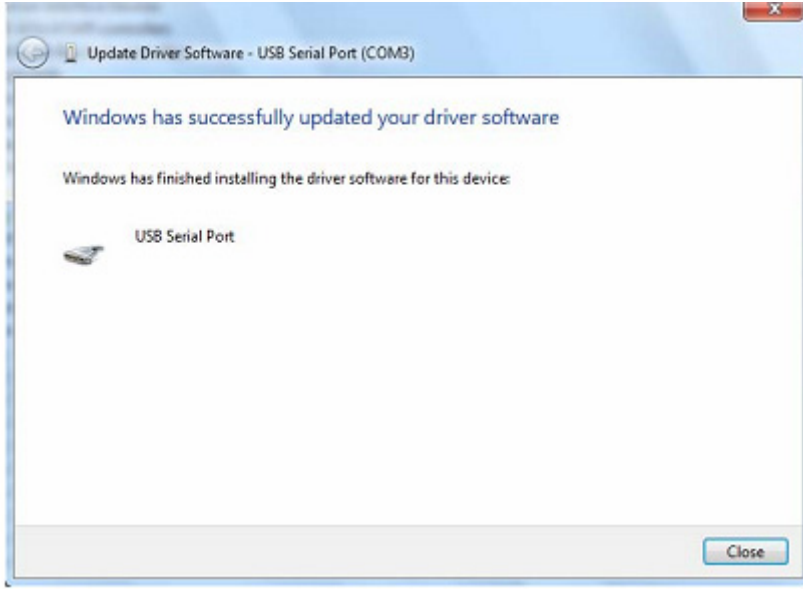 Update Driver Software - USB Serial Port (COM3)
Windows has successfully updated your driver software
Windows has finished installing the driver software for this device:
USB Serial Port
Close